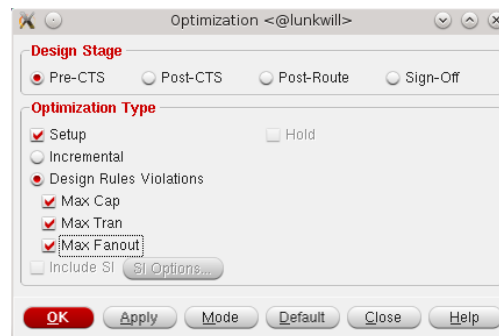 Optimization <@lunkwill>
Design Stage
Pre-CTS Post-CTS Post-Route Sign-Off
Optimization Type
Setup Hold
Incremental
Design Rules Violations
Max Cap
Max Tran
Max Fanout
Include SI SI Options...
OK Apply Mode Default Close Help